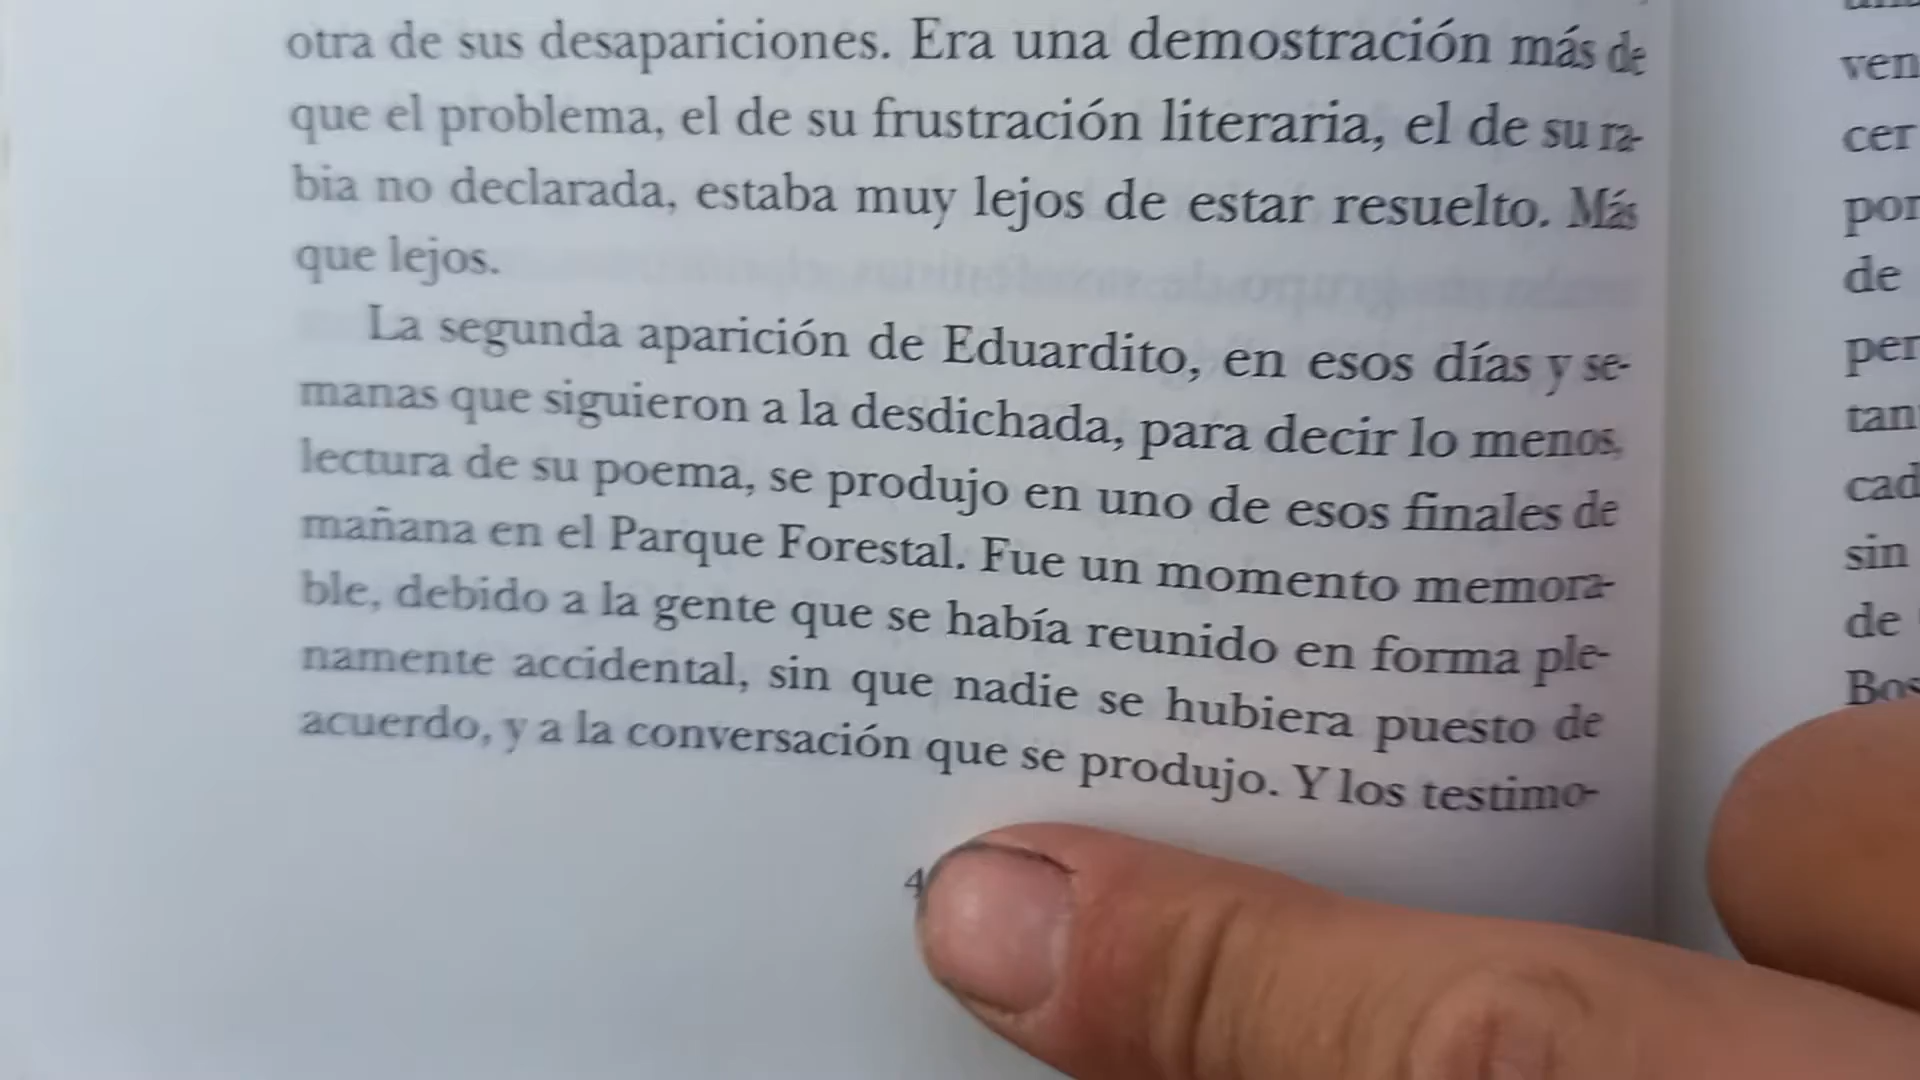 otra de sus desapariciones. Era una demostración más de
que el problema, el de su frustración literaria, el de su ra-
bia no declarada, estaba muy lejos de estar resuelto. Más
que lejos.
La segunda aparición de Eduardito, en esos días y se-
manas que siguieron a la desdichada, para decir lo menos,
lectura de su poema, se produjo en uno de esos finales de
mañana en el Parque Forestal. Fue un momento memora-
ble, debido a la gente que se había reunido en forma ple-
namente accidental, sin que nadie se hubiera puesto de
acuerdo, y a la conversación que se produjo. Y los testimo-
4
ven
cer
por
de
per
tan
cad
sin
de
Bos